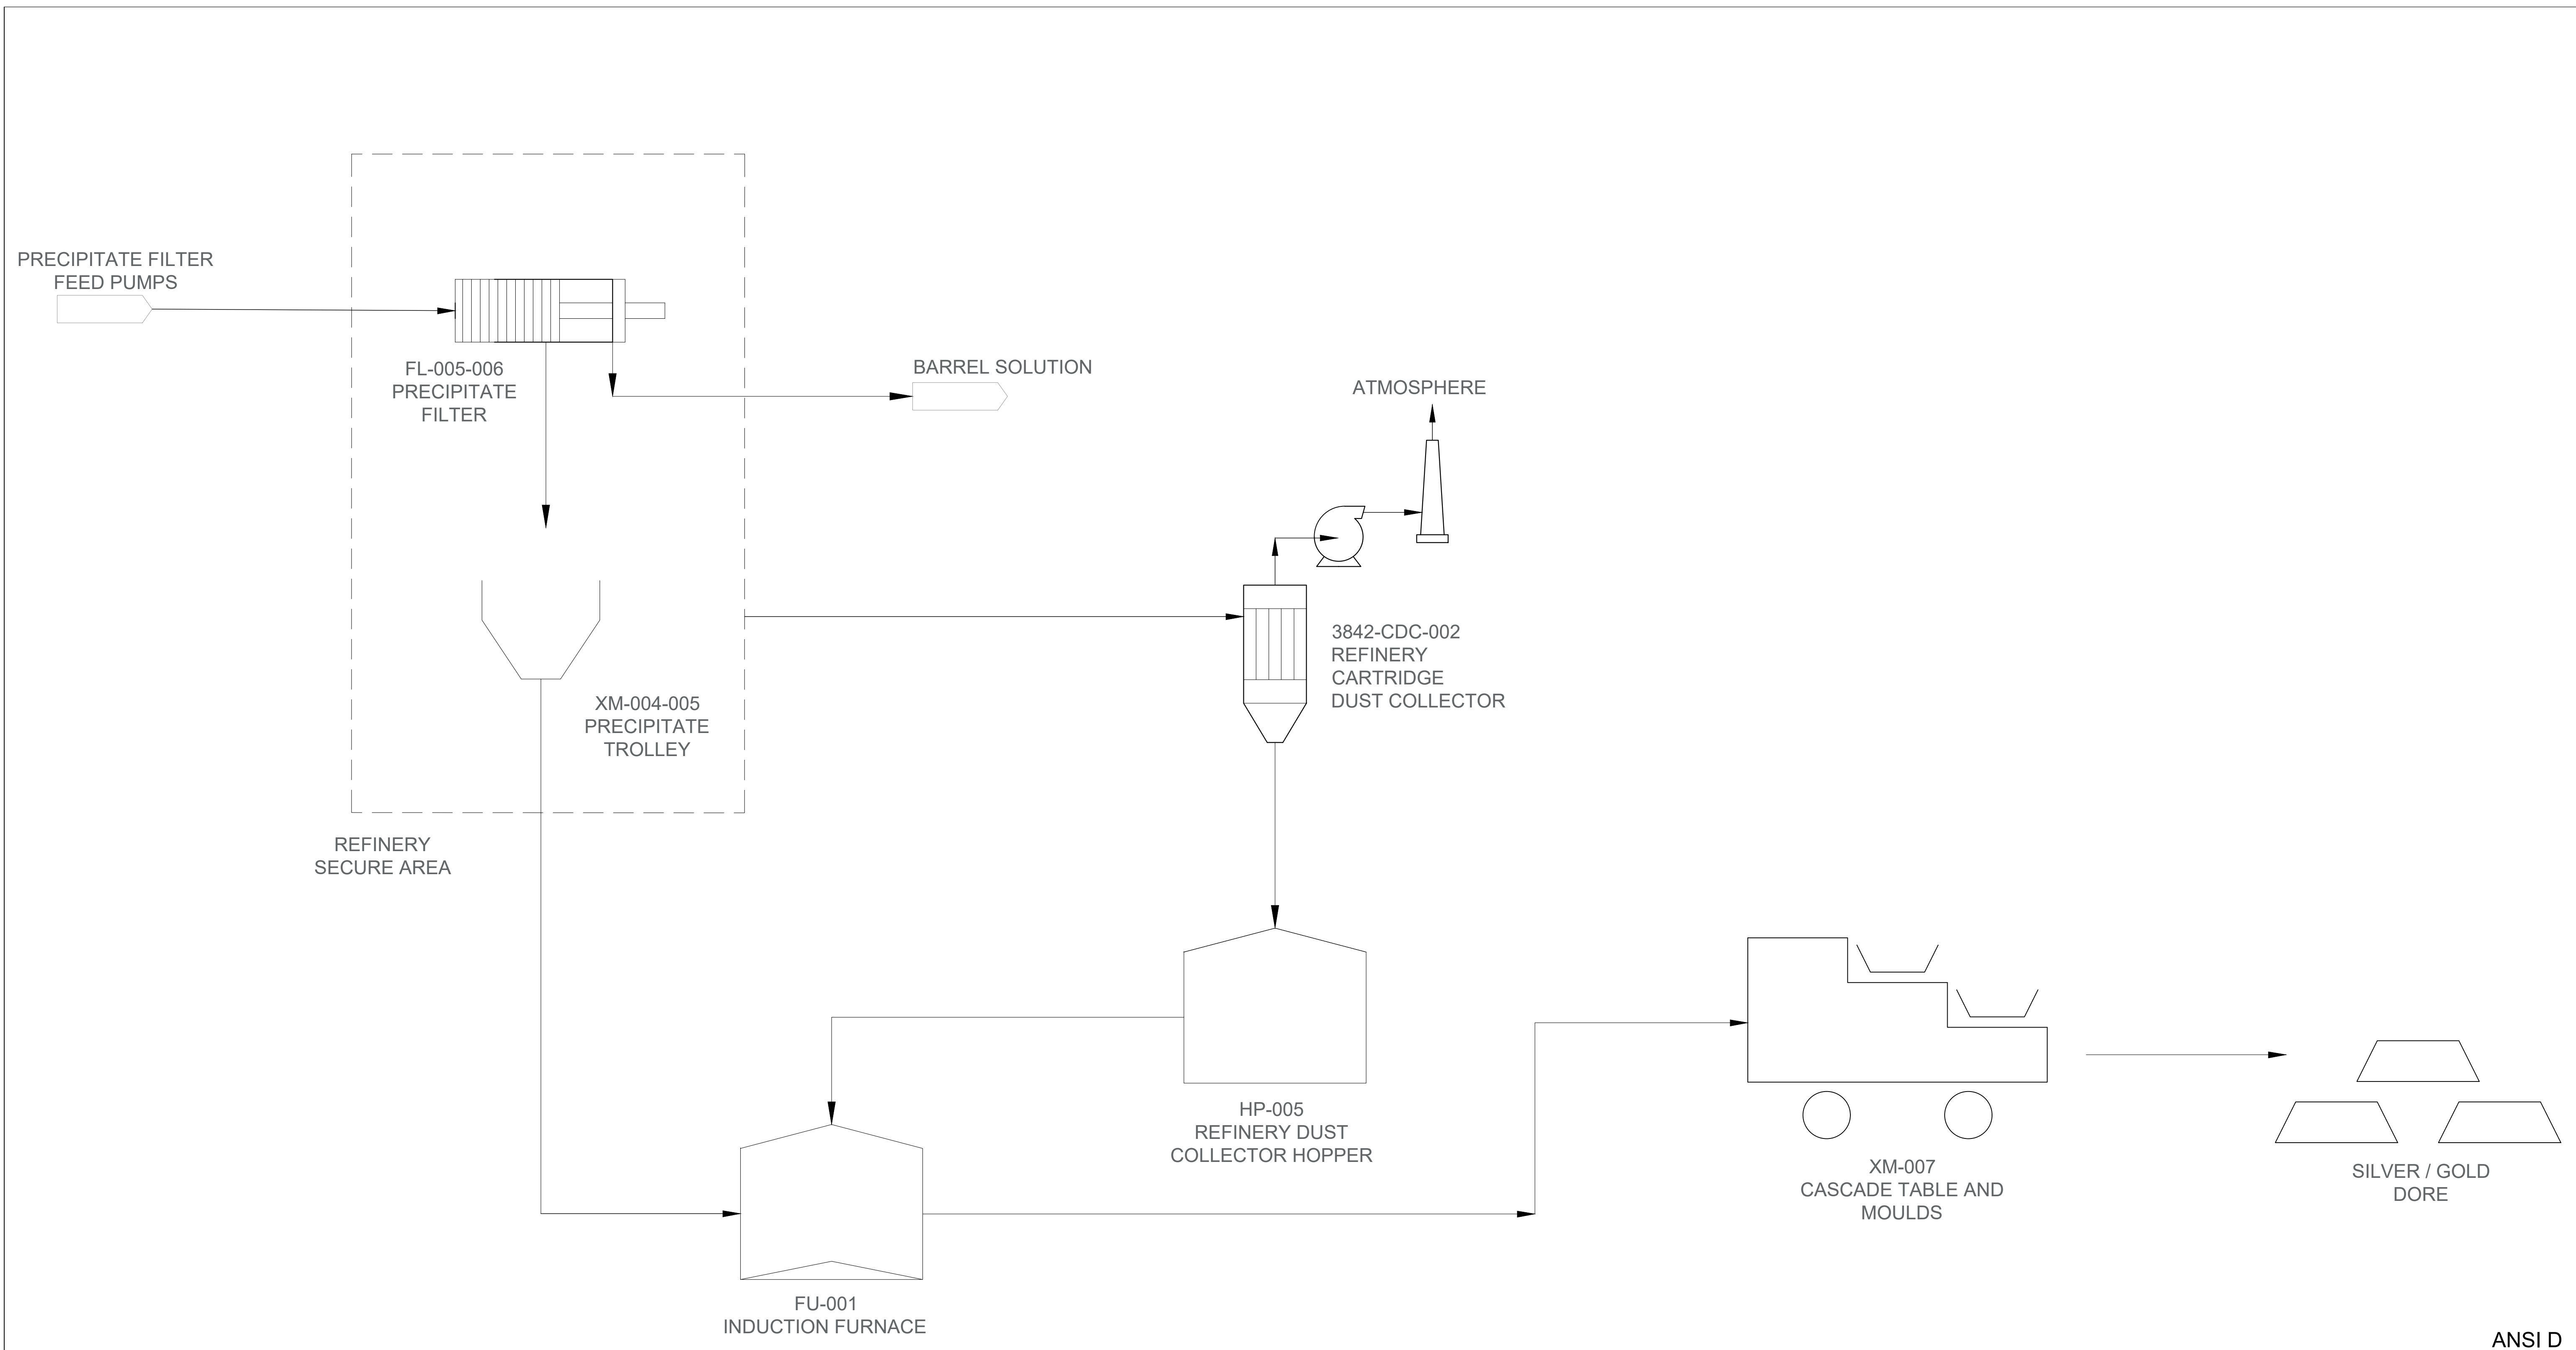 PRECIPITATE FILTER
FEED PUMPS
FL-005-006
PRECIPITATE
FILTER
BARREL SOLUTION
ATMOSPHERE
3842-CDC-002
REFINERY
CARTRIDGE
DUST COLLECTOR
XM-004-005
PRECIPITATE
TROLLEY
REFINERY
SECURE AREA
HP-005
REFINERY DUST
COLLECTOR HOPPER
XM-007
CASCADE TABLE AND
MOULDS
SILVER / GOLD
DORE
FU-001
INDUCTION FURNACE
ANSI D